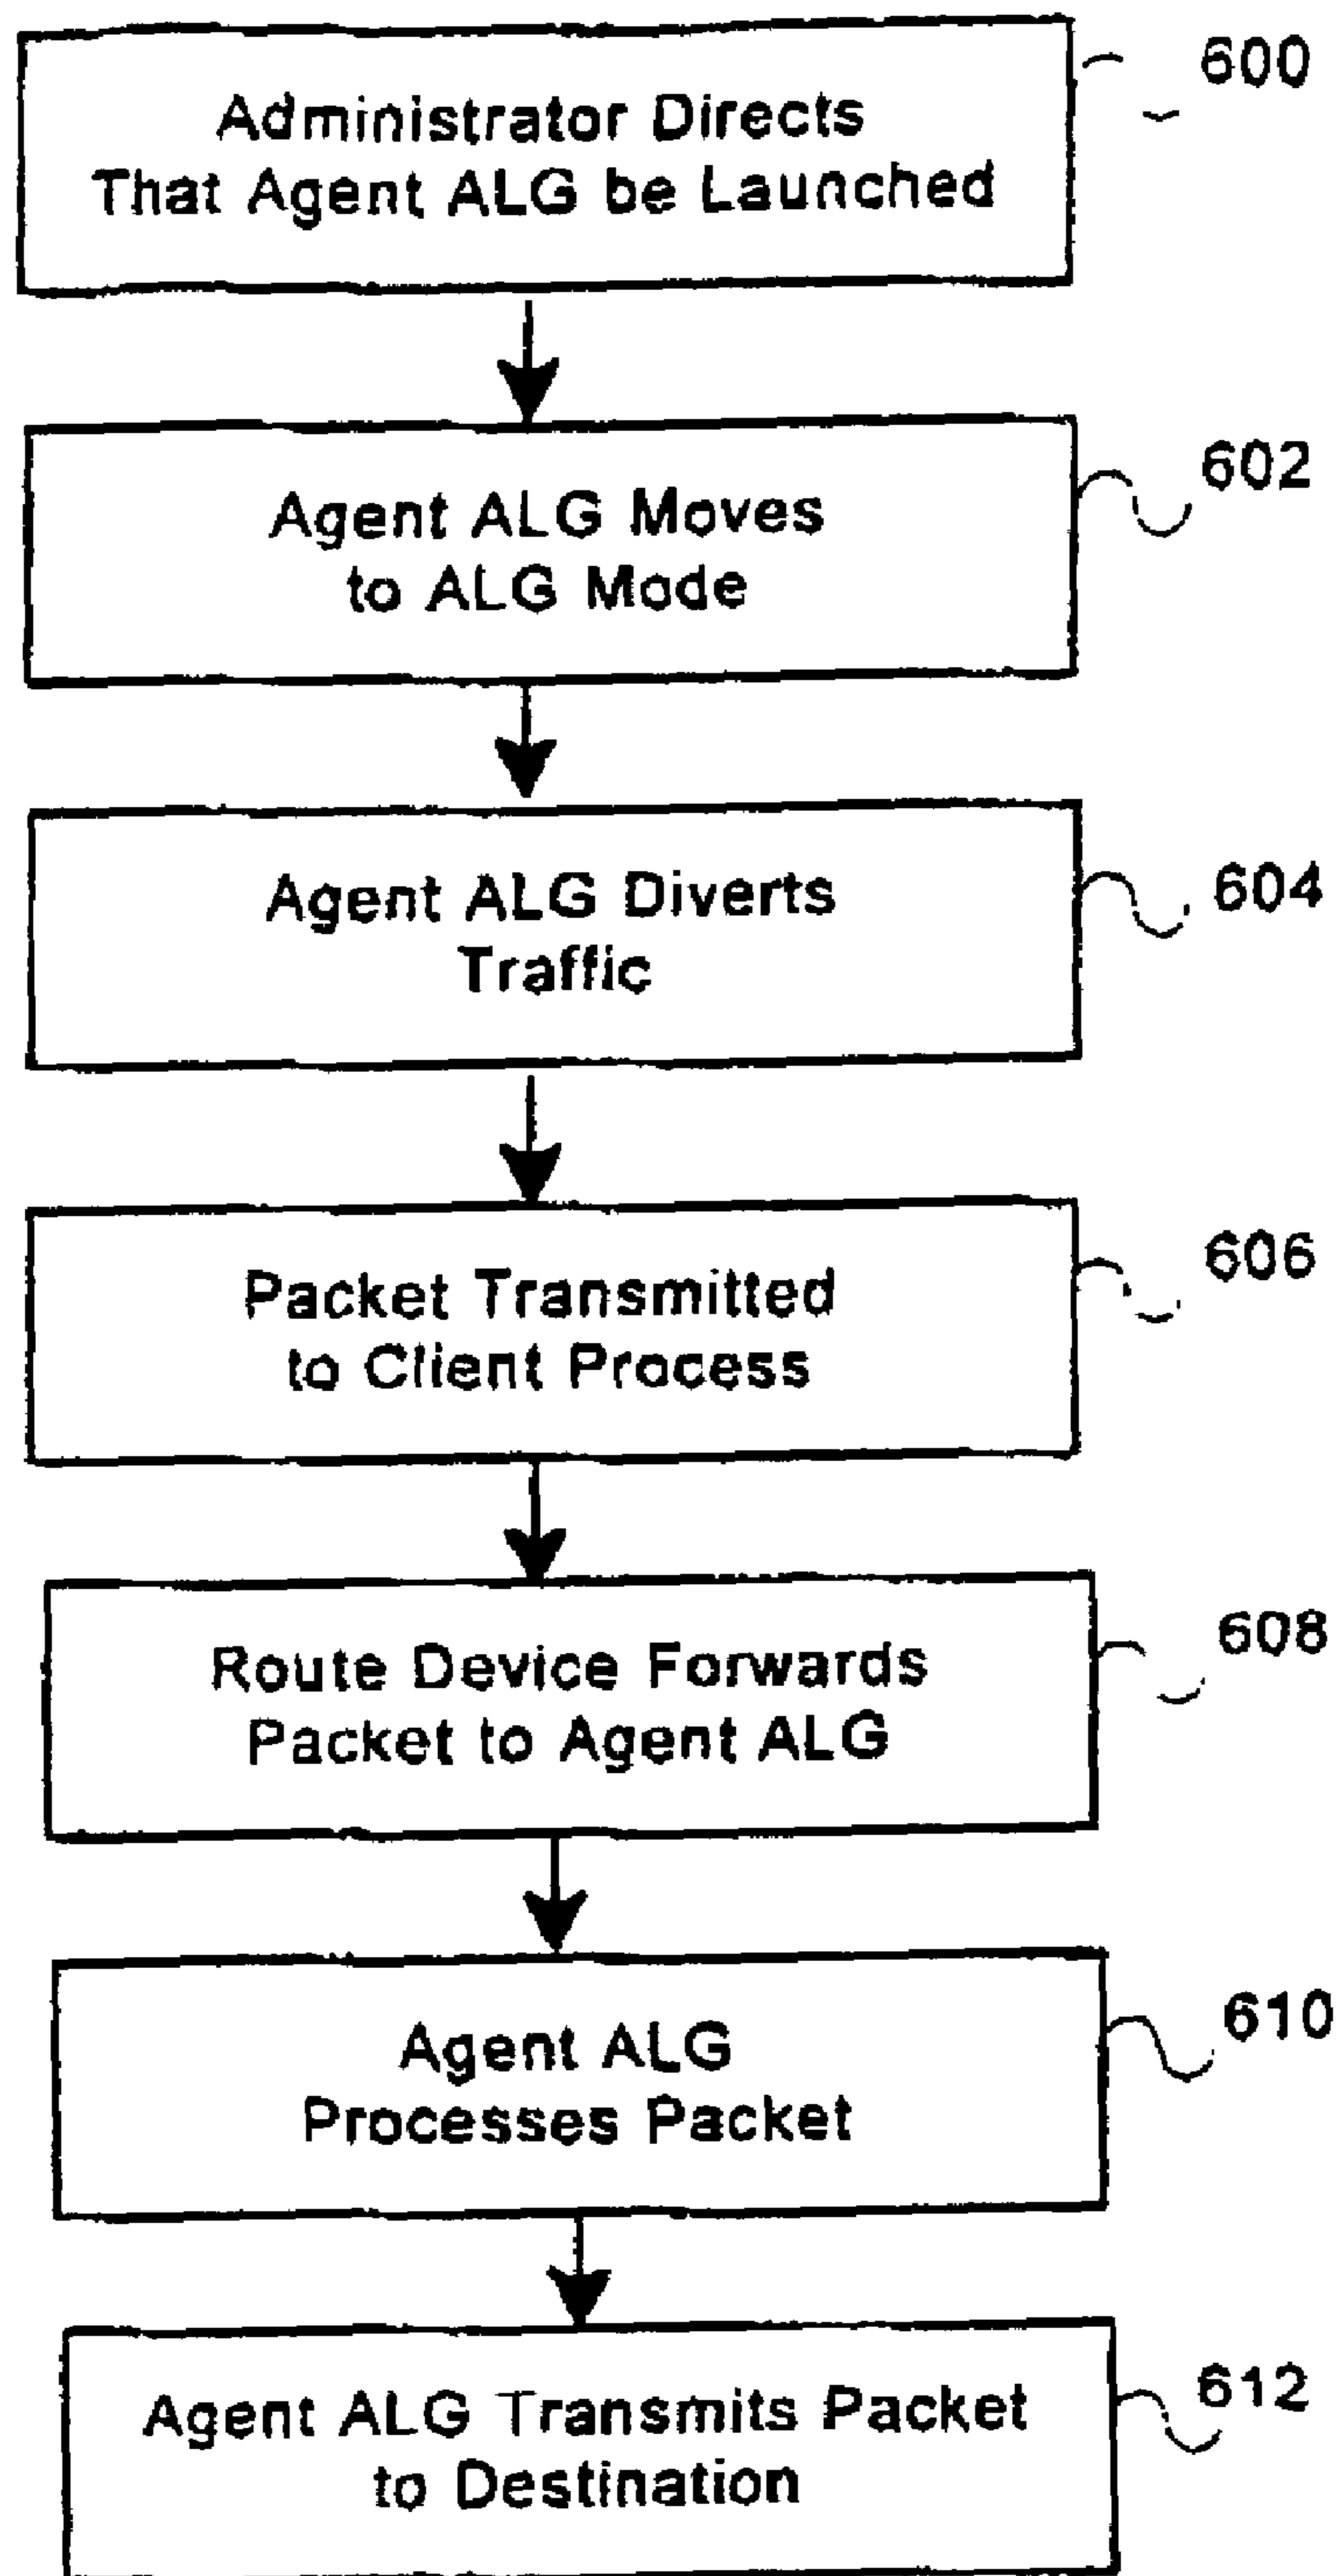 600
Administrator Directs
That Agent ALG be Launched
602
Agent ALG Moves
to ALG Mode
604
Agent ALG Diverts
Traffic
606
Packet Transmitted
to Client Process
608
Route Device Forwards
Packet to Agent ALG
610
Agent ALG
Processes Packet
612
Agent ALG Transmits Packet
to Destination